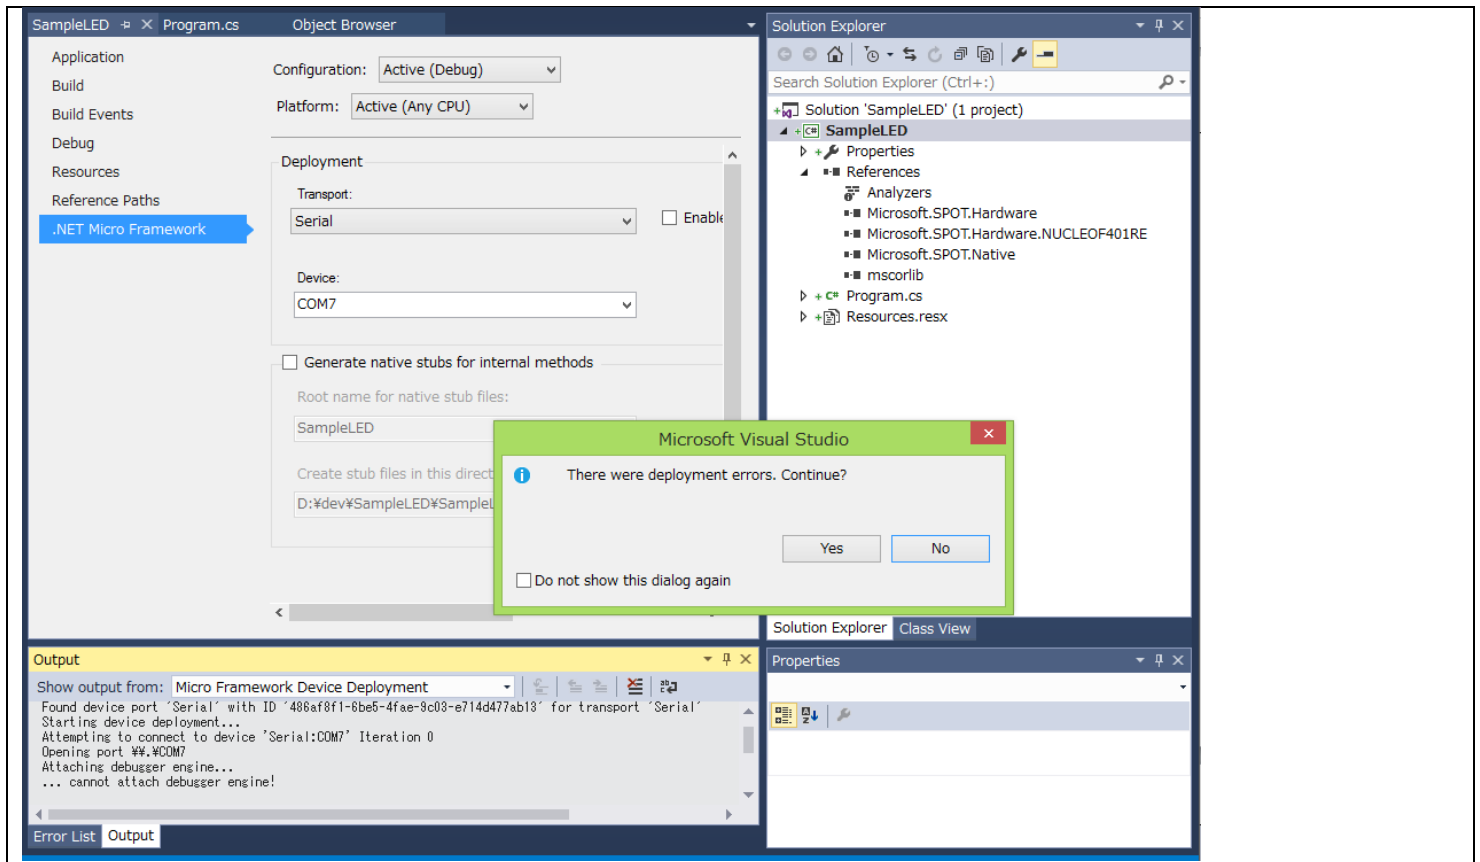 SampleLED
Program.cs
Object Browser
Application
Build
Build Events
Debug
Resources
Reference Paths
.NET Micro Framework
Configuration: Active (Debug)
Platform: Active (Any CPU)
Deployment
Transport:
Serial
Enable
Device:
COM7
Generate native stubs for internal methods
Root name for native stub files:
SampleLED
Create stub files in this direct
D:¥dev¥SampleLED¥SampleL
Microsoft Visual Studio
There were deployment errors. Continue?
Yes
No
Do not show this dialog again
Solution Explorer
Search Solution Explorer (Ctrl+:)
Solution 'SampleLED' (1 project)
SampleLED
Properties
References
Analyzers
Microsoft.SPOT.Hardware
Microsoft.SPOT.Hardware.NUCLEOF401RE
Microsoft.SPOT.Native
mscorlib
Program.cs
Resources.resx
Solution Explorer
Class View
Output
Show output from: Micro Framework Device Deployment
Found device port 'Serial' with ID '486af8f1-6be5-4fae-9c03-e714d477ab13' for transport 'Serial'
Starting device deployment...
Attempting to connect to device 'Serial:COM7' Iteration 0
Opening port ¥¥.¥COM7
Attaching debugger engine...
... cannot attach debugger engine!
Error List
Output
Properties